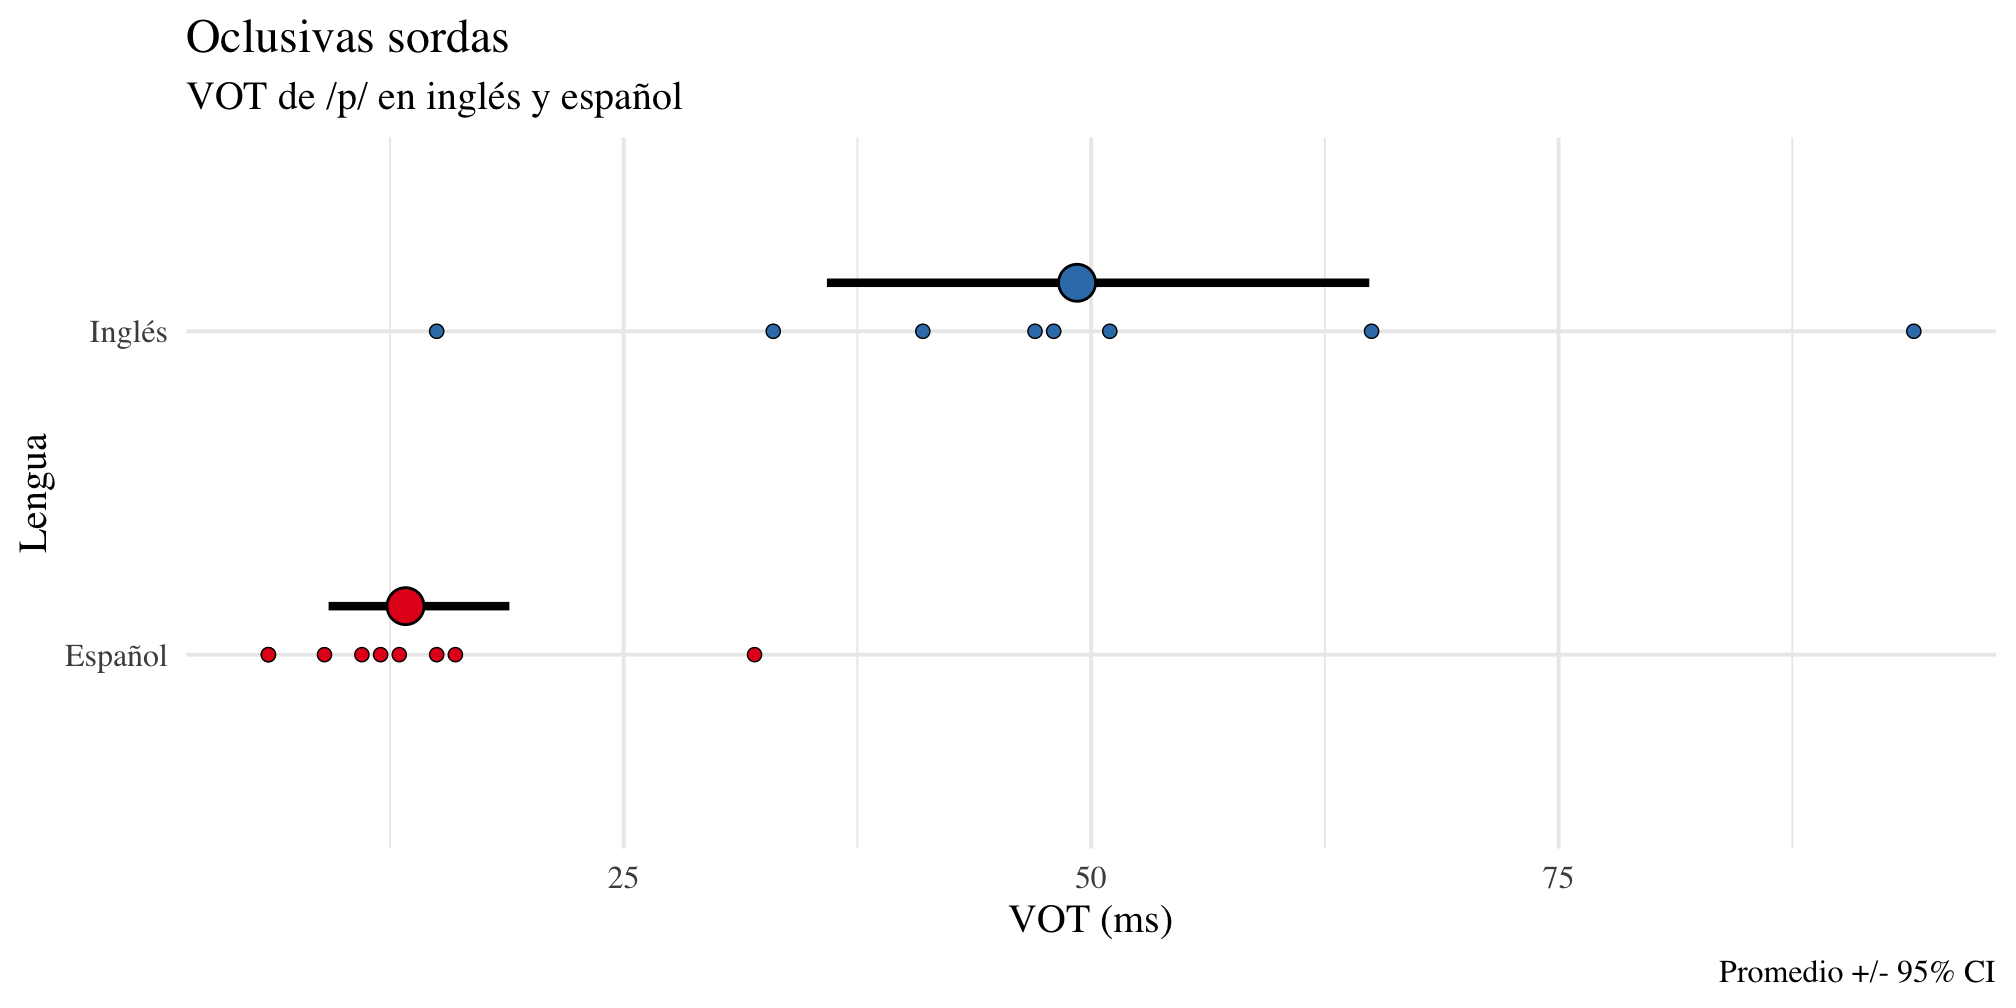 Oclusivas sordas
VOT de /p/ en inglés y español
Inglés
Español
Lengua
25 50 75
VOT (ms)
Promedio +/- 95% CI